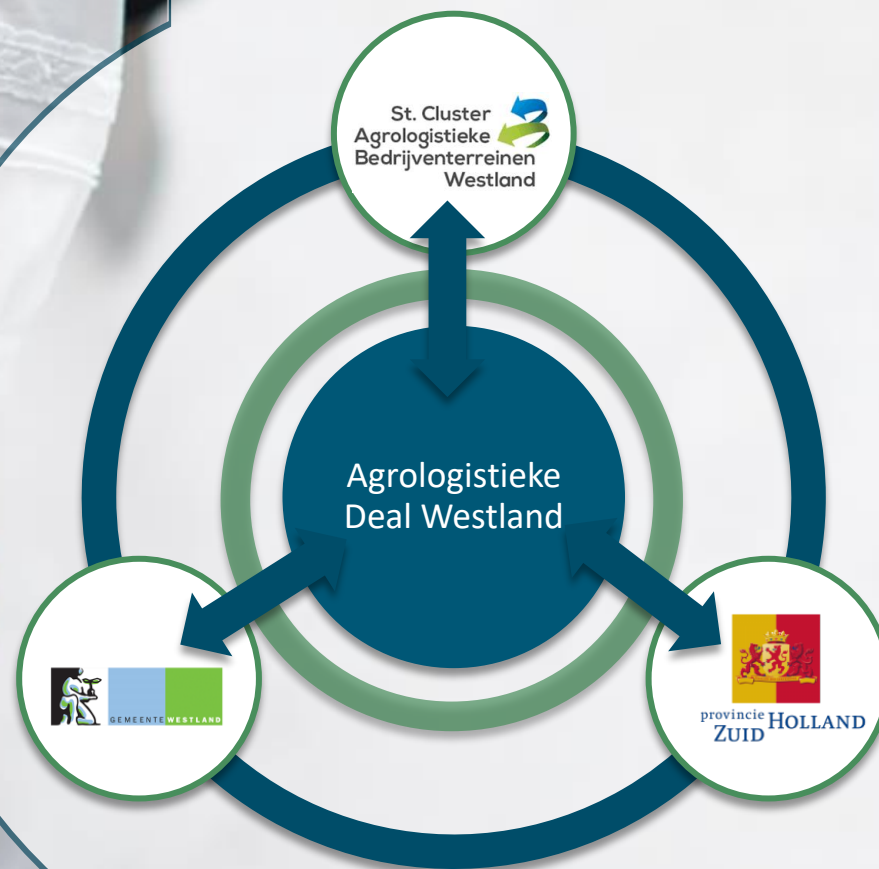 St. Cluster
Agrologistieke
Bedrijventerreinen
Westland
Agrologistieke
Deal Westland
GEMEENTE WESTLAND
provincie HOLLAND
ZUID